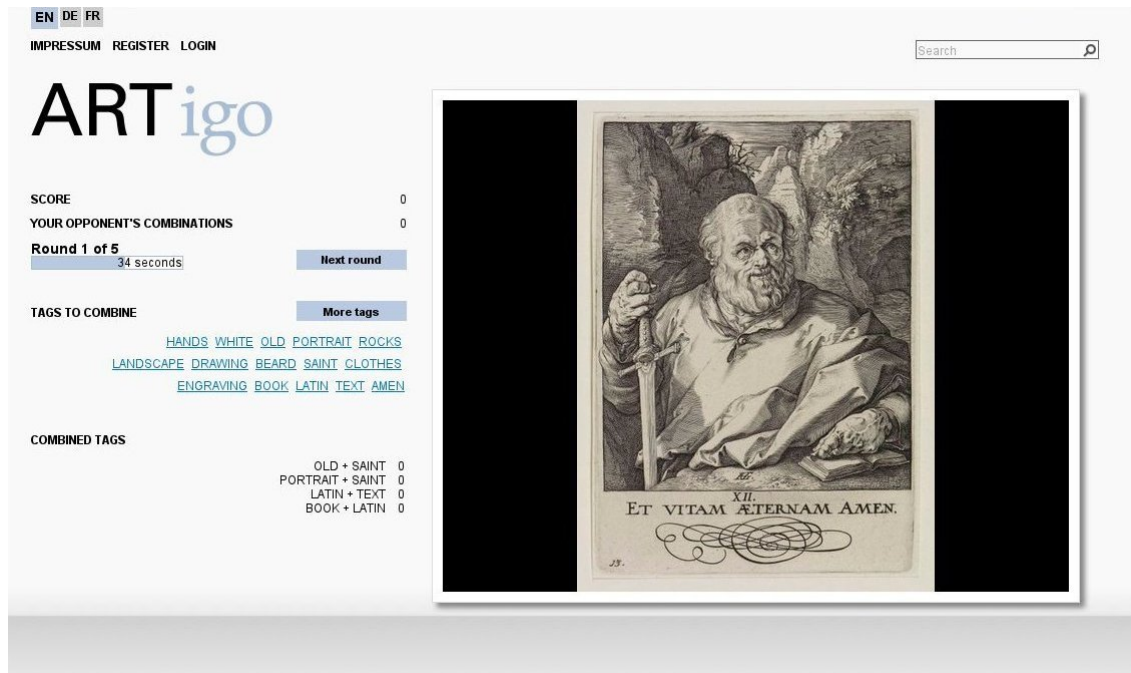 EN DE FR
IMPRESSUM REGISTER LOGIN
Search
ARTigo
SCORE 0
YOUR OPPONENT'S COMBINATIONS 0
Round 1 of 5
34 seconds
Next round
TAGS TO COMBINE
More tags
HANDS WHITE OLD PORTRAIT ROCKS
LANDSCAPE DRAWING BEARD SAINT CLOTHES
ENGRAVING BOOK LATIN TEXT AMEN
COMBINED TAGS
OLD + SAINT 0
PORTRAIT + SAINT 0
LATIN + TEXT 0
BOOK + LATIN 0
XII.
ET VITAM ÆTERNAM AMEN.
13.